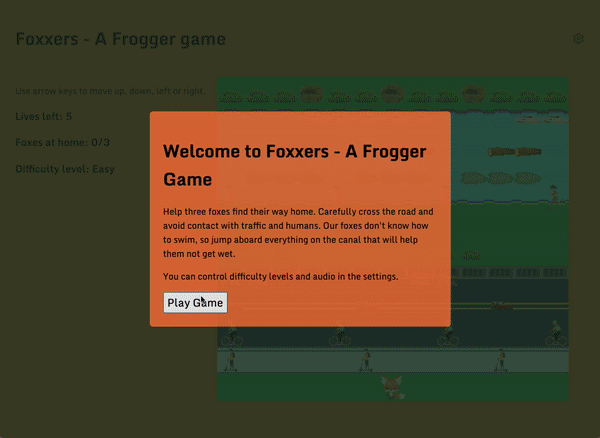 Foxxers - A Frogger game
Use arrow keys to move up, down, left or right.
Lives left: 5
Foxes at home: 0/3
Difficulty level: Easy
Welcome to Foxxers - A Frogger
Game
Help three foxes find their way home. Carefully cross the road and
avoid contact with traffic and humans. Our foxes don't know how
to swim, so jump aboard everything on the canal that will help
them not get wet.
You can control difficulty levels and audio in the settings.
Play Game